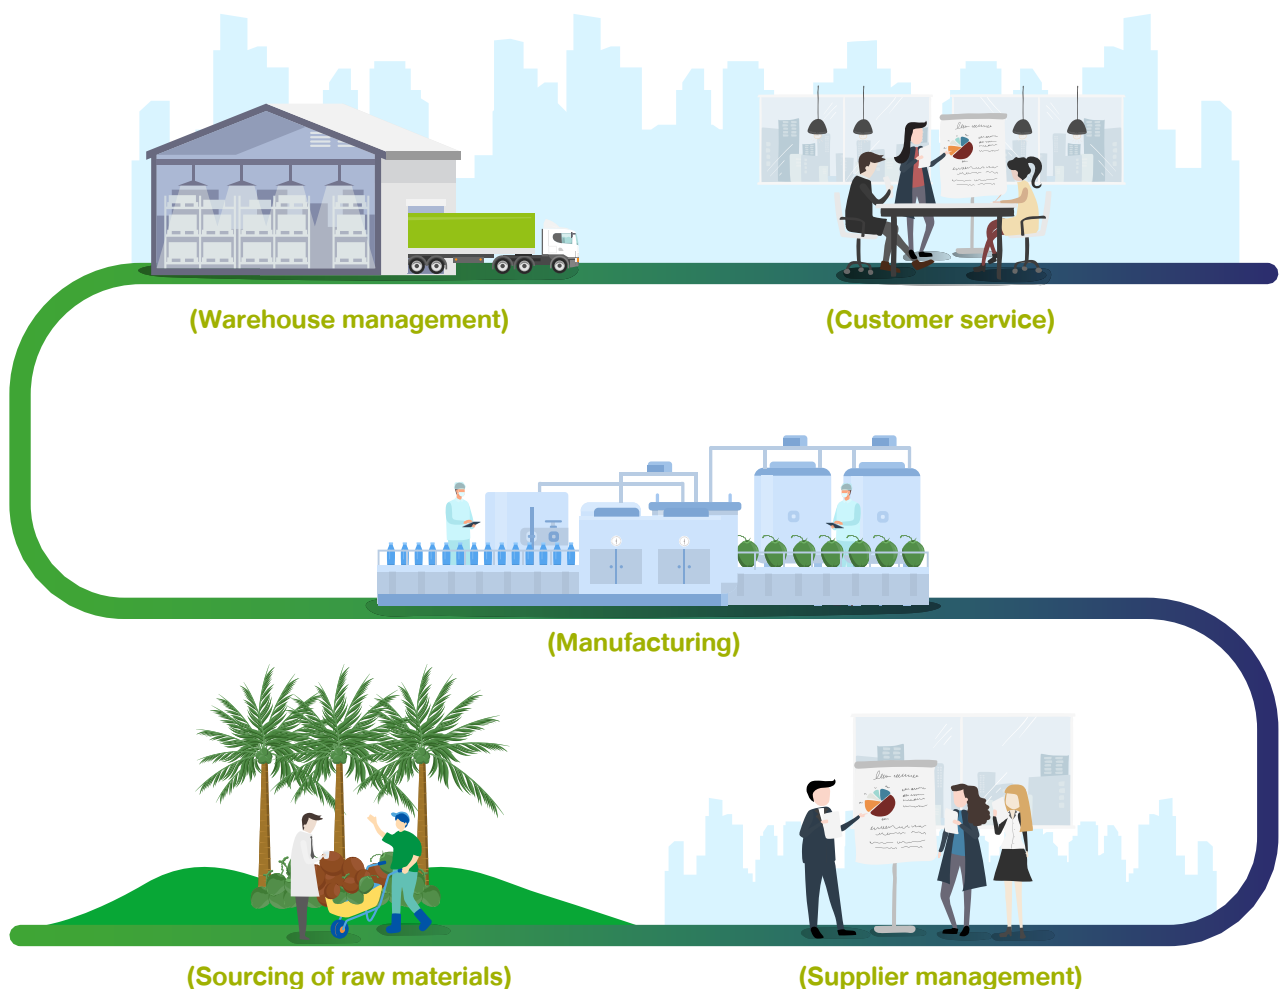 (Warehouse management)
(Customer service)
(Manufacturing)
(Sourcing of raw materials)
(Supplier management)